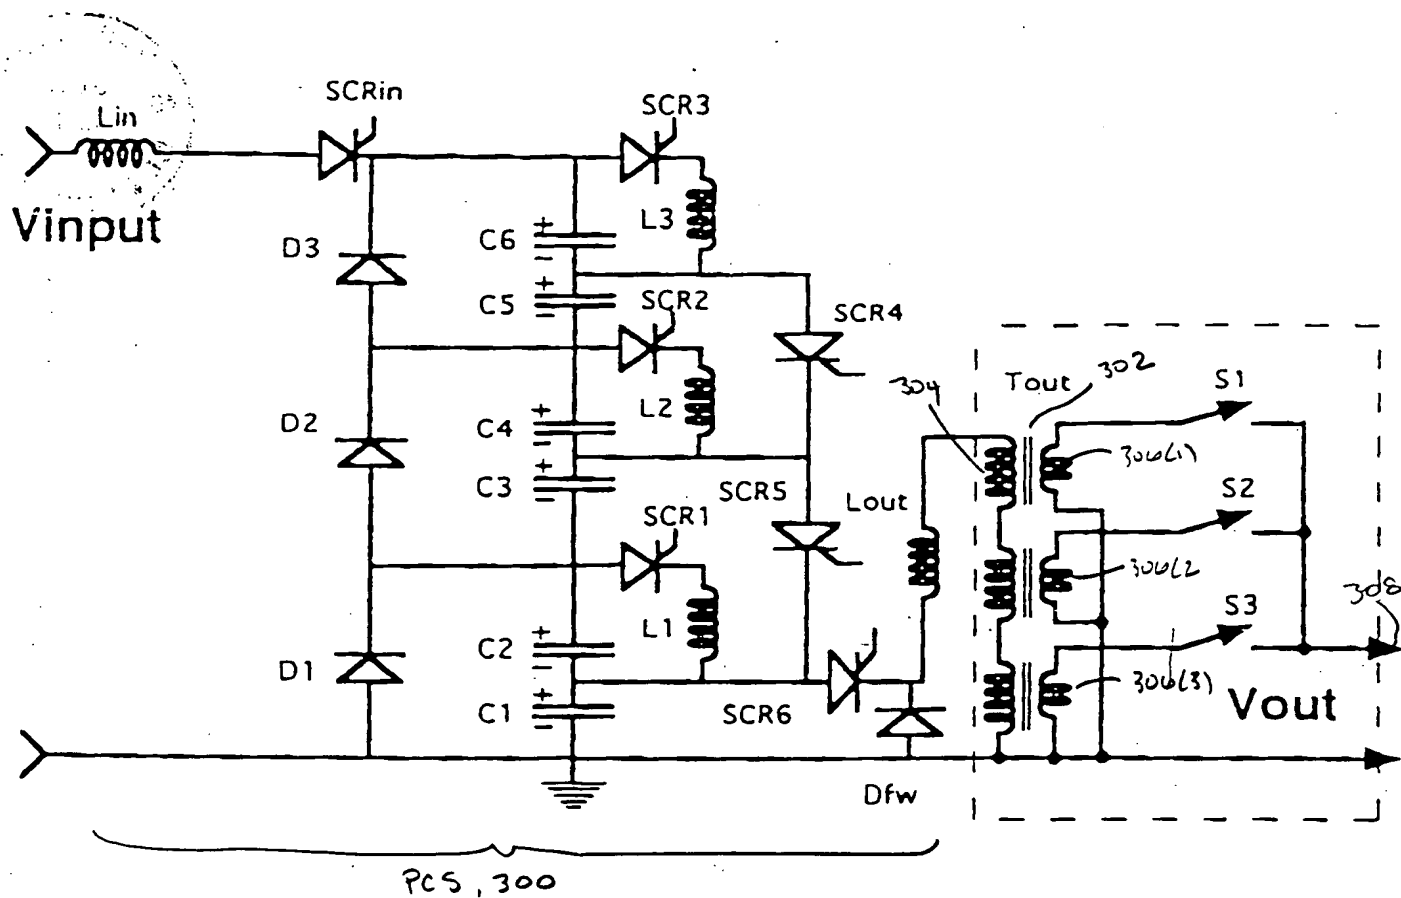 SCRin
Lin
SCR3
Vinput
L3
D3
C6
+
−
C5
+
−
SCR2
SCR4
304
Tout
302
S1
L2
D2
C4
+
−
306(1)
C3
+
−
SCR5
Lout
S2
SCR1
306(2
308
S3
L1
C2
+
−
D1
306(3)
C1
+
−
SCR6
Vout
Dfw
PCS, 300